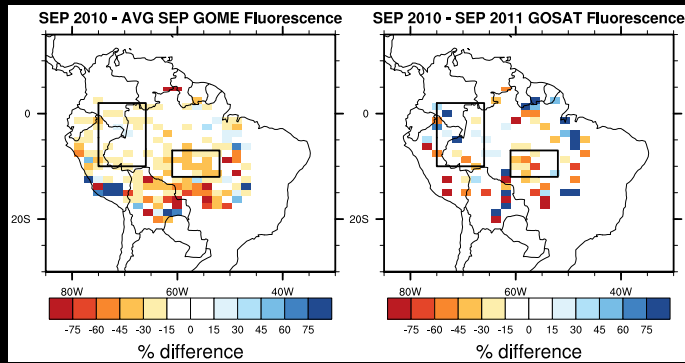 SEP 2010 - AVG SEP GOME Fluorescence
0
20S
80W 60W 40W
-75 -60 -45 -30 -15 0 15 30 45 60 75
% difference
SEP 2010 - SEP 2011 GOSAT Fluorescence
0
20S
80W 60W 40W
-75 -60 -45 -30 -15 0 15 30 45 60 75
% difference